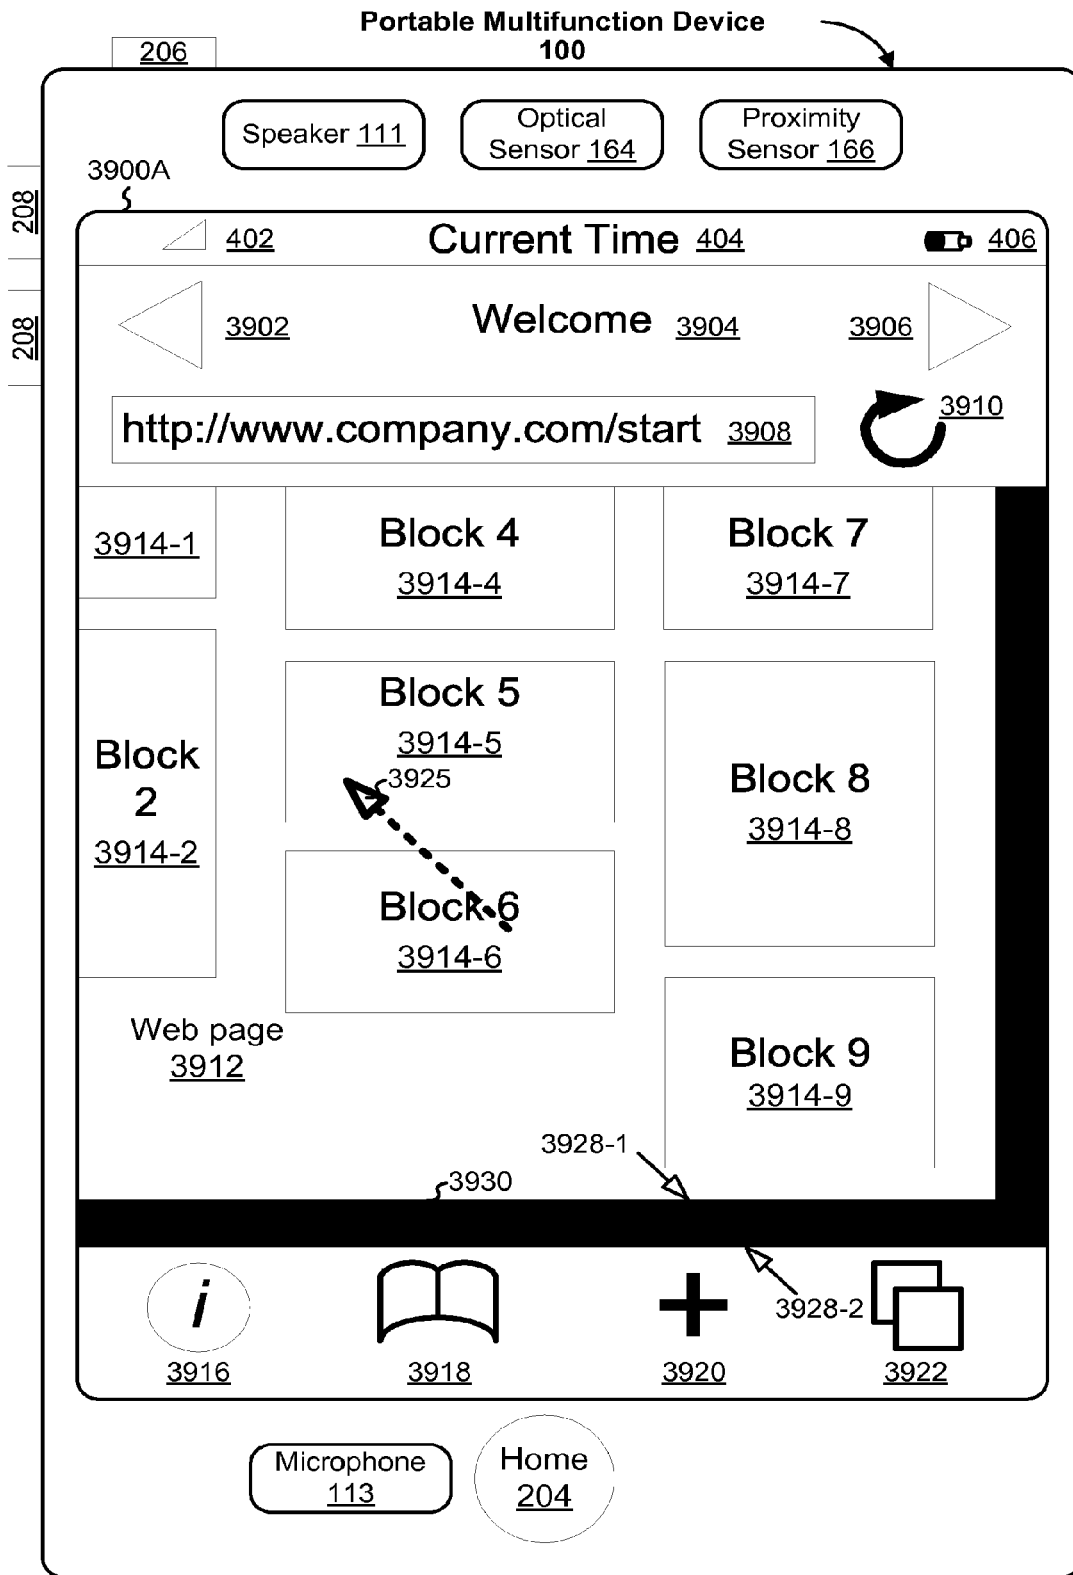 Portable Multifunction Device
100
206
Speaker 111
Optical
Sensor 164
Proximity
Sensor 166
3900A
208
208
402
Current Time 404
406
3902
Welcome 3904
3906
http://www.company.com/start 3908
3910
3914-1
Block 4
3914-4
Block 7
3914-7
Block 5
3914-5
3925
Block
2
3914-2
Block 8
3914-8
Block 6
3914-6
Web page
3912
Block 9
3914-9
3928-1
3930
3928-2
i
3916
3918
3920
3922
Microphone
113
Home
204